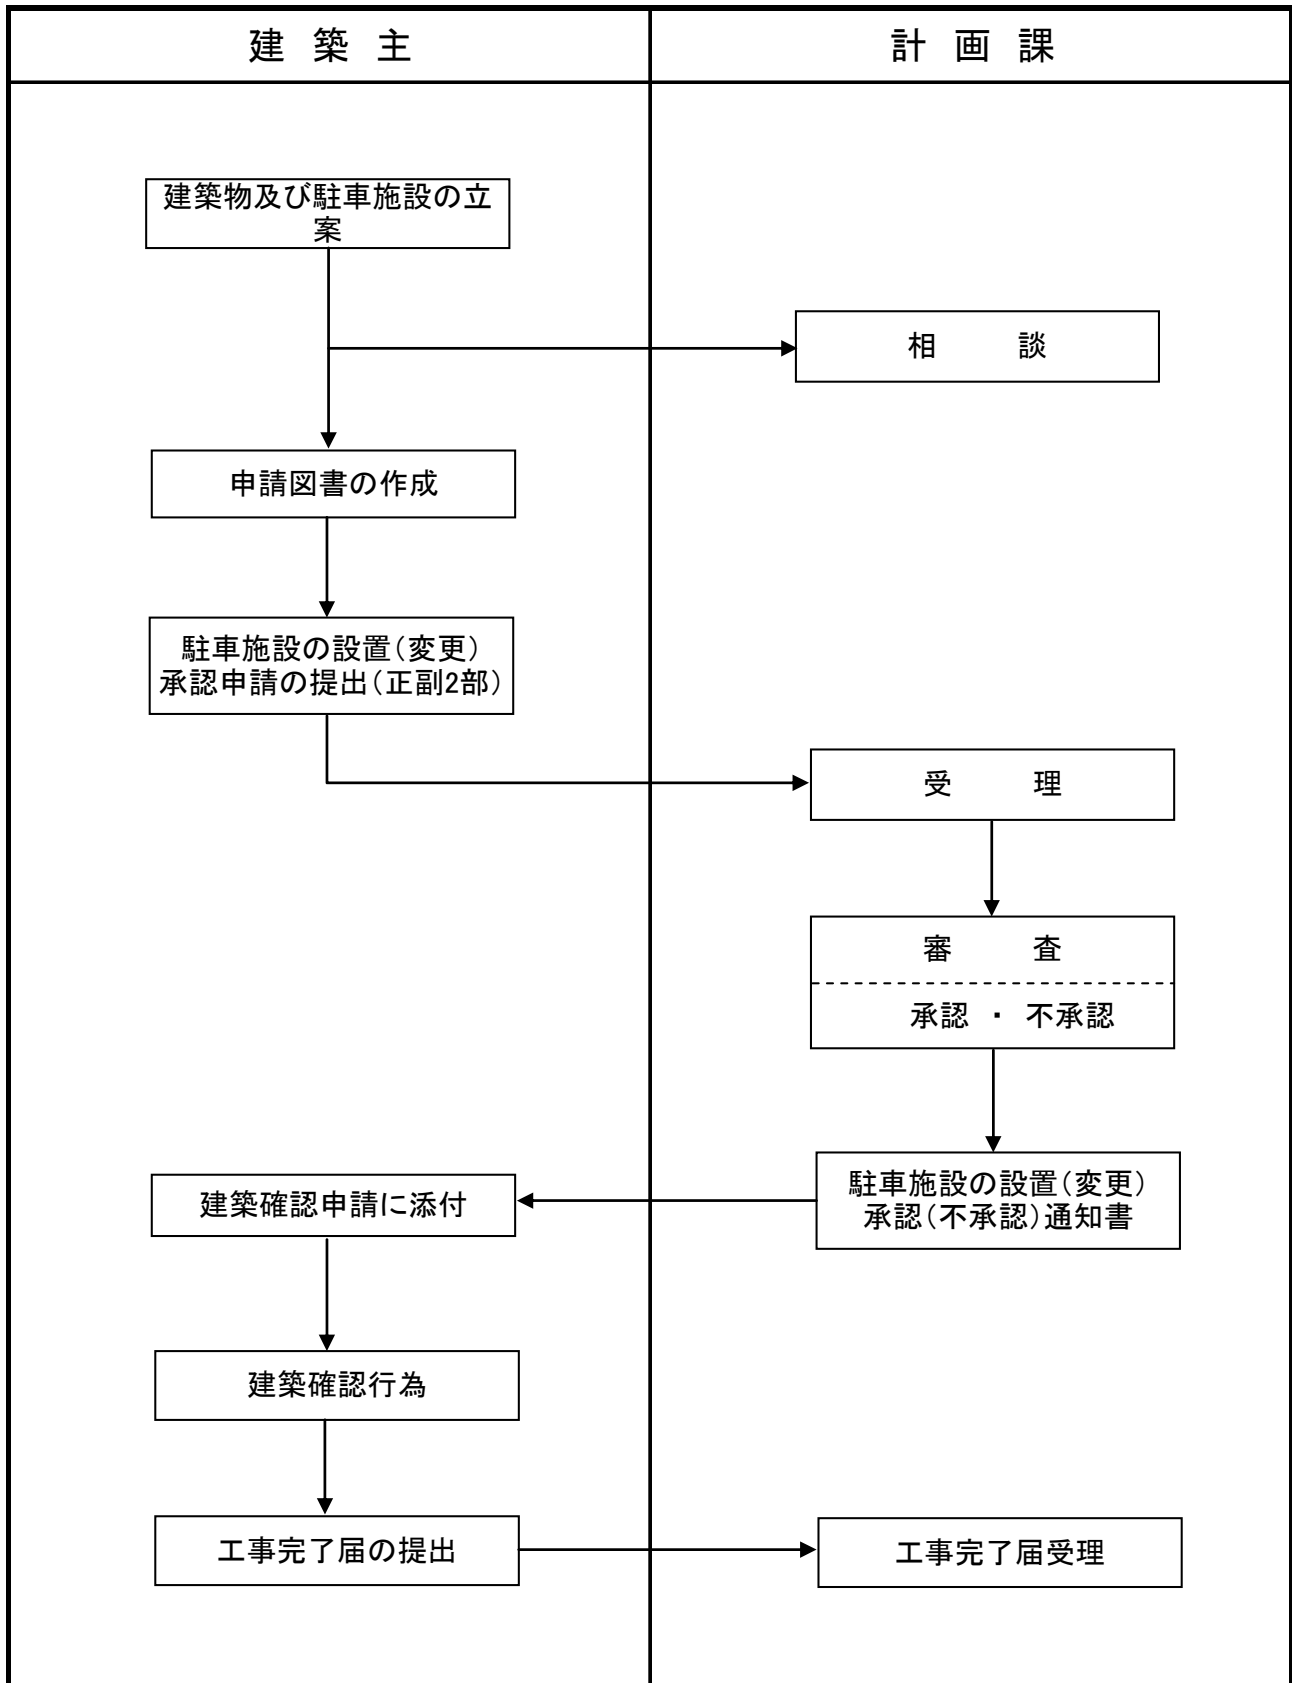 建築主
計画課
建築物及び駐車施設の立
案
相談
申請図書の作成
駐車施設の設置(変更)
承認申請の提出(正副2部)
受理
審査
承認 ・ 不承認
駐車施設の設置(変更)
承認(不承認)通知書
建築確認申請に添付
建築確認行為
工事完了届の提出
工事完了届受理